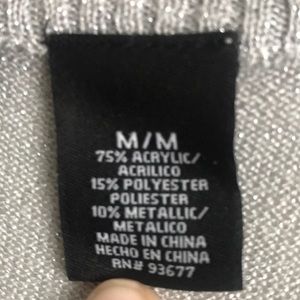 M/M
75% ACRYLIC/
ACRILICO
15% POLYESTER
POLIESTER
10% METALLIC/
METALICO
MADE IN CHINA
HECHO EN CHINA
RN# 93677